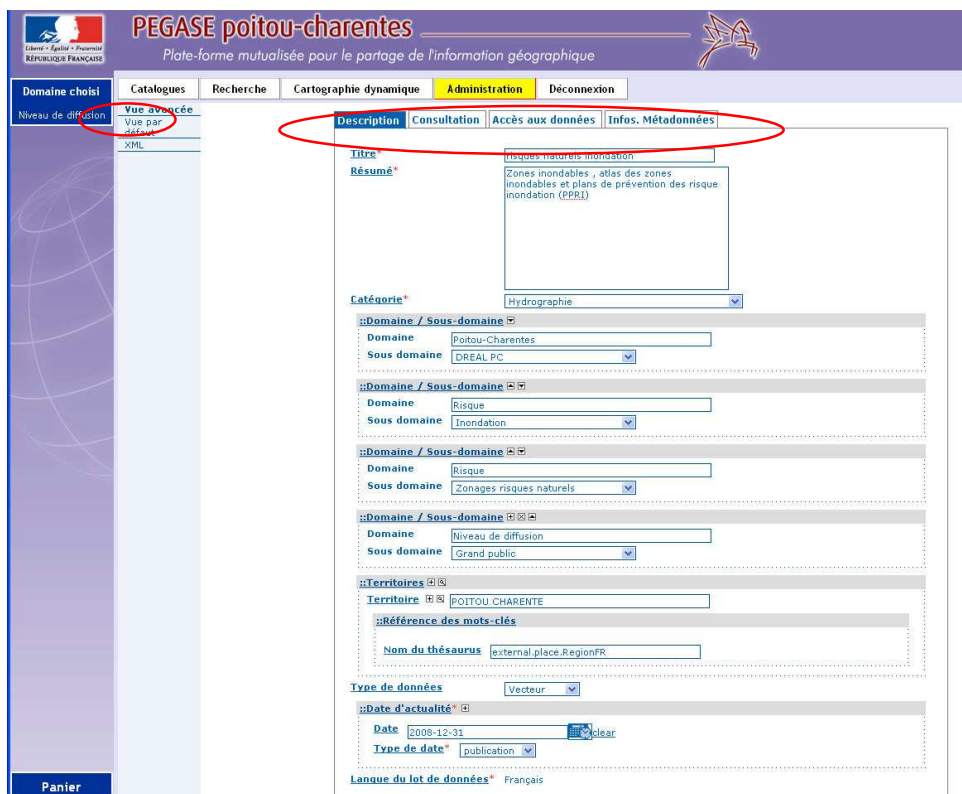 PEGASE poitou-charentes
Plate-forme mutualisée pour le partage de l'information géographique
Liberté • Égalité • Fraternité
RÉPUBLIQUE FRANÇAISE
Domaine choisi
Niveau de diffusion
Catalogues Recherche Cartographie dynamique Administration Déconnexion
Vue avancée
Vue par
défaut
XML
Description Consultation Accès aux données Infos. Métadonnées
Titre* risques naturels inondation
Résumé* Zones inondables , atlas des zones
inondables et plans de prévention des risque
inondation (PPRI)
Catégorie* Hydrographie
::Domaine / Sous-domaine
Domaine Poitou-Charentes
Sous domaine DREAL PC
::Domaine / Sous-domaine
Domaine Risque
Sous domaine Inondation
::Domaine / Sous-domaine
Domaine Risque
Sous domaine Zonages risques naturels
::Domaine / Sous-domaine
Domaine Niveau de diffusion
Sous domaine Grand public
::Territoires
Territoire POITOU CHARENTE
::Référence des mots-clés
Nom du thésaurus external.place.RegionFR
Type de données Vecteur
::Date d'actualité*
Date 2008-12-31 clear
Type de date* publication
Langue du lot de données* Français
Panier